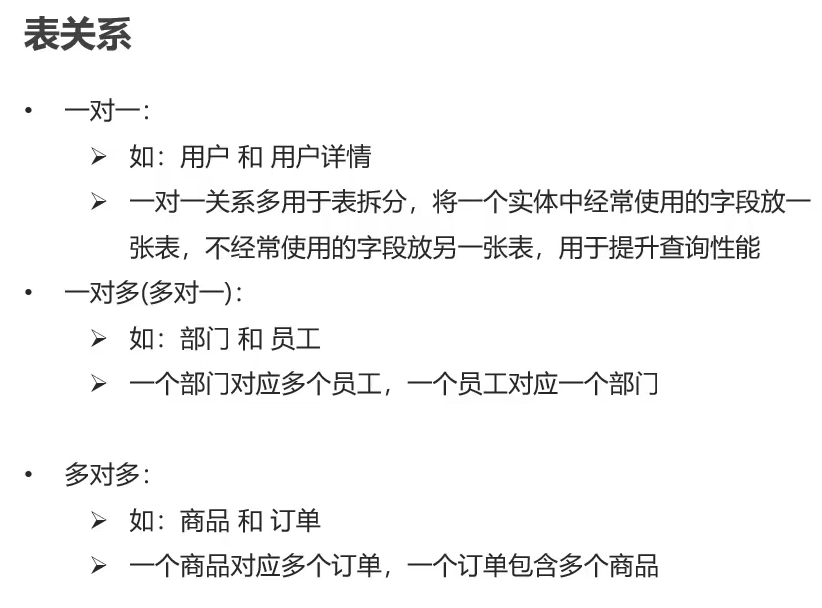 表关系
• 一对一：
➢ 如：用户 和 用户详情
➢ 一对一关系多用于表拆分，将一个实体中经常使用的字段放一
张表，不经常使用的字段放另一张表，用于提升查询性能
• 一对多(多对一)：
➢ 如：部门 和 员工
➢ 一个部门对应多个员工，一个员工对应一个部门
• 多对多：
➢ 如：商品 和 订单
➢ 一个商品对应多个订单，一个订单包含多个商品